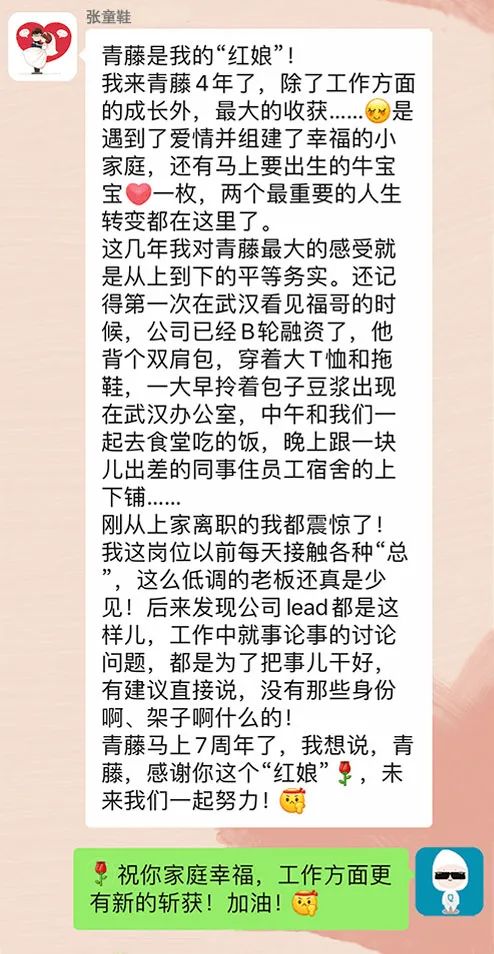 张童鞋
青藤是我的“红娘”!
我来青藤4年了，除了工作方面
的成长外，最大的收获……是
遇到了爱情并组建了幸福的小
家庭，还有马上要出生的牛宝
宝一枚，两个最重要的人生
转变都在这里了。
这几年我对青藤最大的感受就
是从上到下的平等务实。还记
得第一次在武汉看见福哥的时
候，公司已经B轮融资了，他
背个双肩包，穿着大T恤和拖
鞋，一大早拎着包子豆浆出现
在武汉办公室，中午和我们一
起去食堂吃的饭，晚上跟一块
儿出差的同事住员工宿舍的上
下铺……
刚从上家离职的我都震惊了!
我这岗位以前每天接触各种“总
”，这么低调的老板还真是少
见！后来发现公司lead都是这
样儿，工作中就事论事的讨论
问题，都是为了把事儿干好，
有建议直接说，没有那些身份
啊、架子啊什么的!
青藤马上7周年了，我想说，青
藤，感谢你这个“红娘”，未
来我们一起努力!
祝你家庭幸福，工作方面更
有新的斩获！加油!